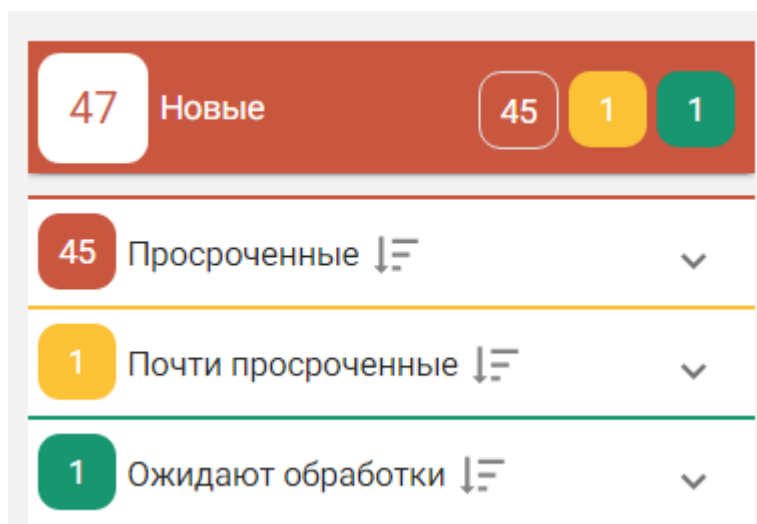 47 Новые 45 1 1
45 Просроченные
1 Почти просроченные
1 Ожидают обработки